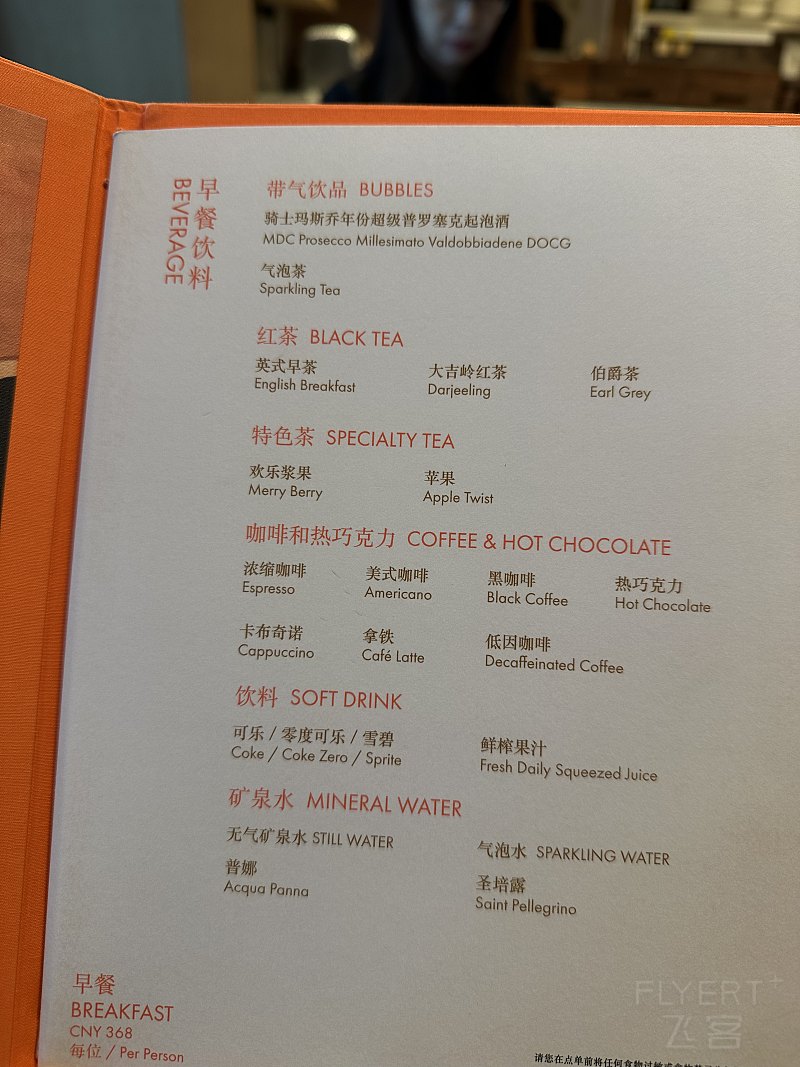 早餐饮料
BEVERAGE
带气饮品 BUBBLES
骑士玛斯乔年份超级普罗塞克起泡酒
MDC Prosecco Millesimato Valdobbiadene DOCG
气泡茶
Sparkling Tea
红茶 BLACK TEA
英式早茶 大吉岭红茶 伯爵茶
English Breakfast Darjeeling Earl Grey
特色茶 SPECIALTY TEA
欢乐浆果 苹果
Merry Berry Apple Twist
咖啡和热巧克力 COFFEE & HOT CHOCOLATE
浓缩咖啡 美式咖啡 黑咖啡 热巧克力
Espresso Americano Black Coffee Hot Chocolate
卡布奇诺 拿铁 低因咖啡
Cappuccino Café Latte Decaffeinated Coffee
饮料 SOFT DRINK
可乐 / 零度可乐 / 雪碧 鲜榨果汁
Coke / Coke Zero / Sprite Fresh Daily Squeezed Juice
矿泉水 MINERAL WATER
无气矿泉水 STILL WATER 气泡水 SPARKLING WATER
普娜 圣培露
Acqua Panna Saint Pellegrino
早餐
BREAKFAST
CNY 368
每位 / Per Person
FLYERT
飞客
请您在点单前将任何食物过敏或食物